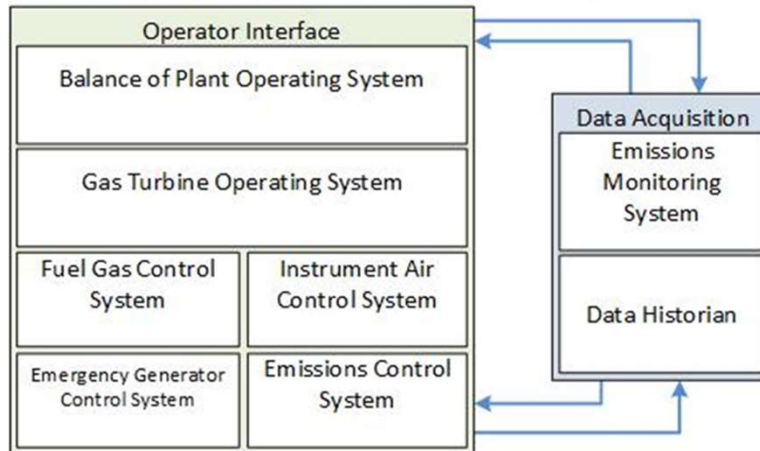 Operator Interface
Balance of Plant Operating System
Gas Turbine Operating System
Fuel Gas Control
System
Instrument Air
Control System
Emergency Generator
Control System
Emissions Control
System
Data Acquisition
Emissions
Monitoring
System
Data Historian